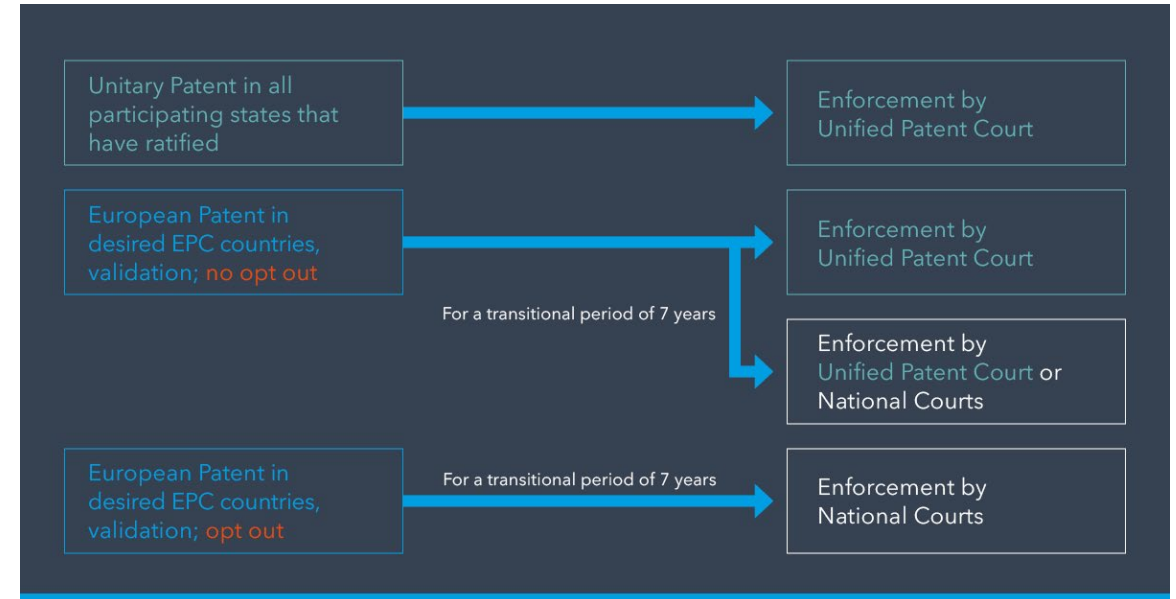 Unitary Patent in all
participating states that
have ratified
Enforcement by
Unified Patent Court
European Patent in
desired EPC countries,
validation; no opt out
Enforcement by
Unified Patent Court
For a transitional period of 7 years
Enforcement by
Unified Patent Court or
National Courts
European Patent in
desired EPC countries,
validation; opt out
For a transitional period of 7 years
Enforcement by
National Courts